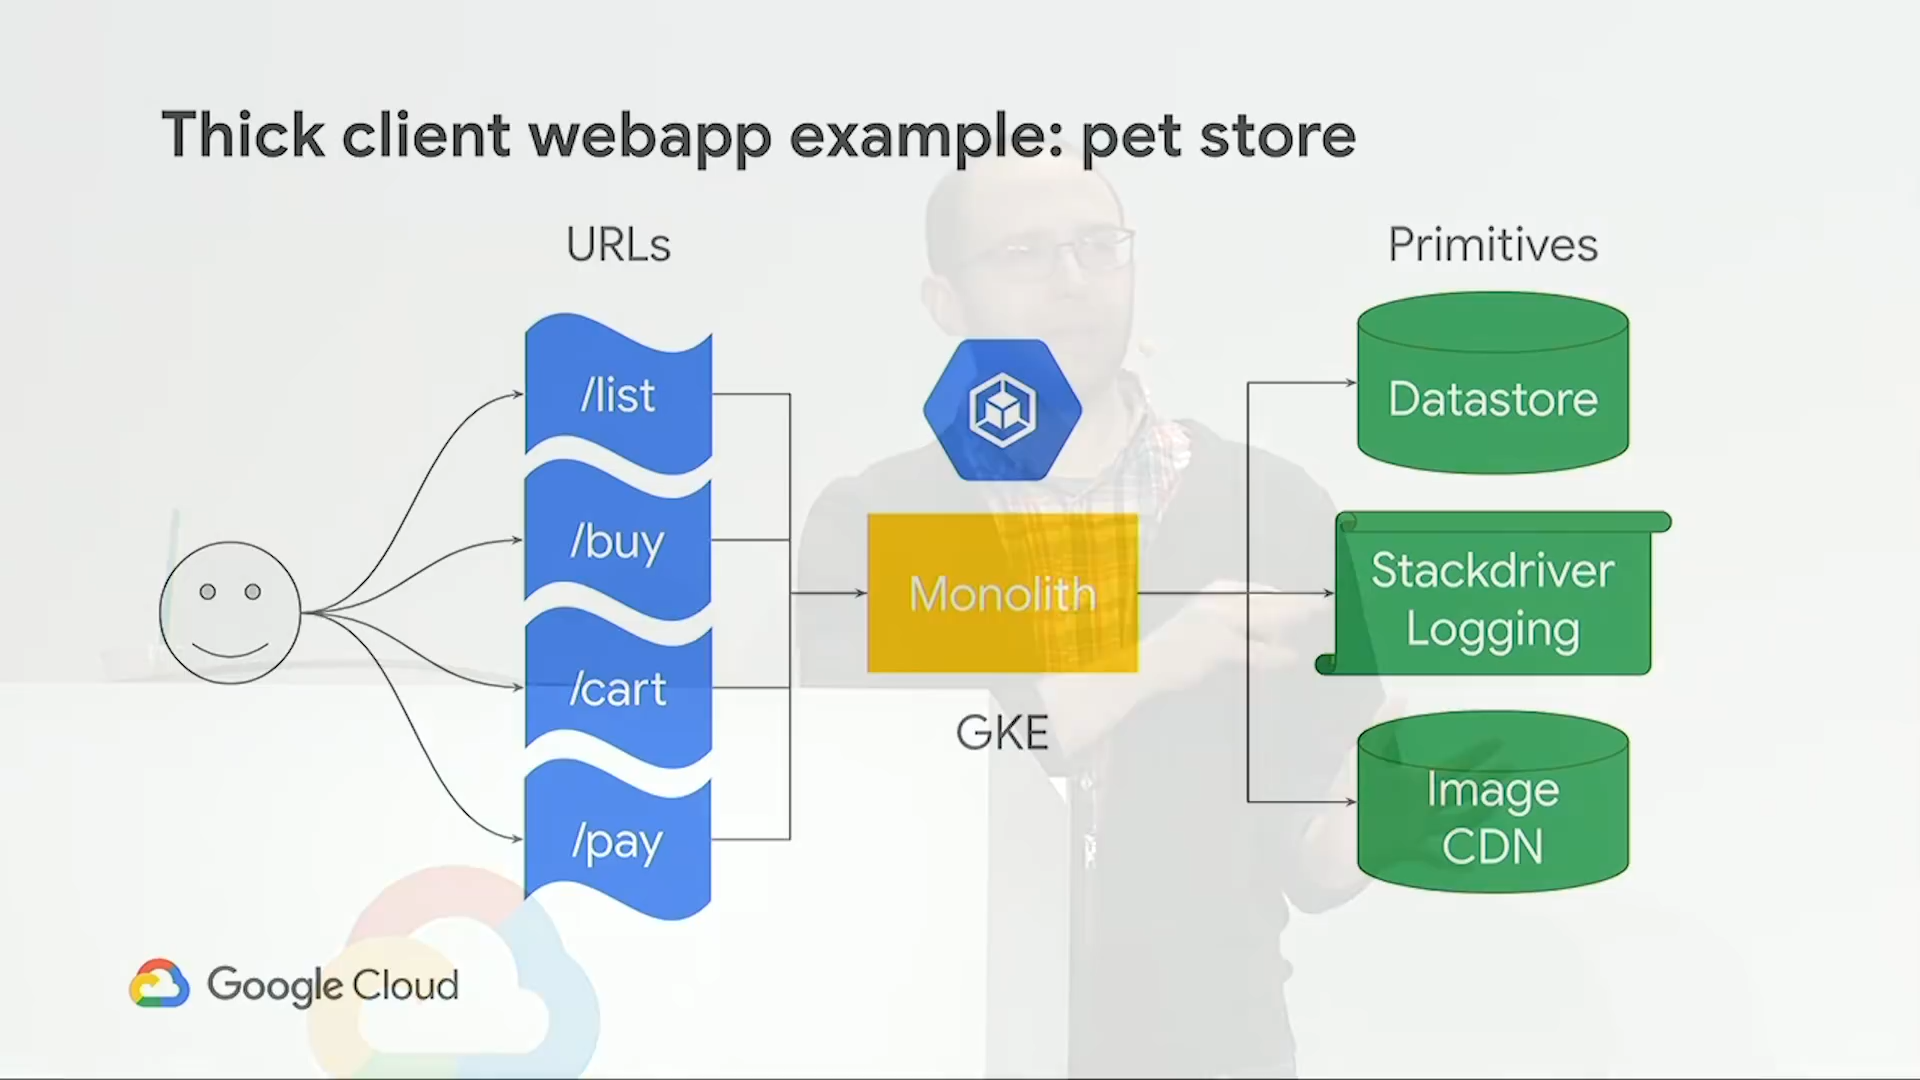 Thick client webapp example: pet store
URLs
Primitives
/list
/buy
/cart
/pay
Monolith
GKE
Datastore
Stackdriver
Logging
Image
CDN
Google Cloud